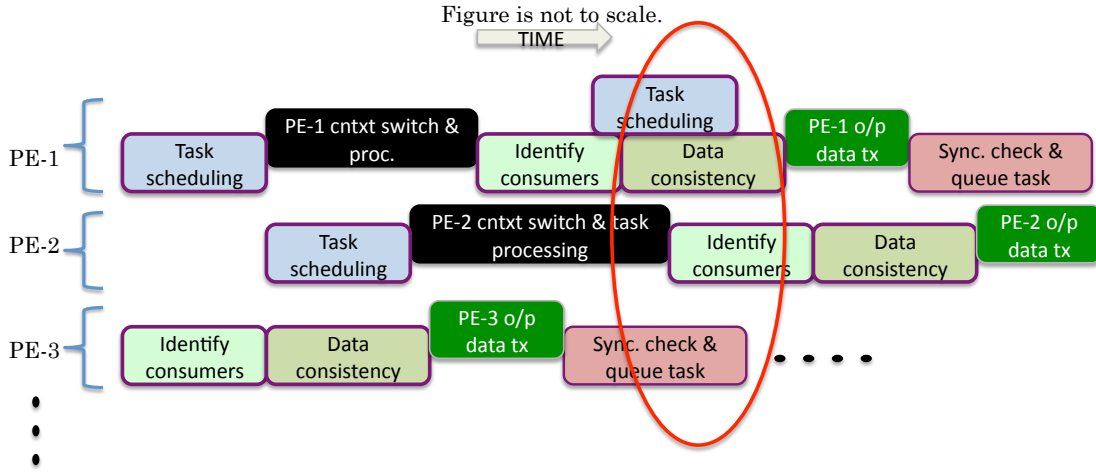 Figure is not to scale.
TIME
PE-1
Task
scheduling
PE-1 cntxt switch &
proc.
Identify
consumers
Task
scheduling
Data
consistency
PE-1 o/p
data tx
Sync. check &
queue task
PE-2
Task
scheduling
PE-2 cntxt switch & task
processing
Identify
consumers
Data
consistency
PE-2 o/p
data tx
PE-3
Identify
consumers
Data
consistency
PE-3 o/p
data tx
Sync. check &
queue task